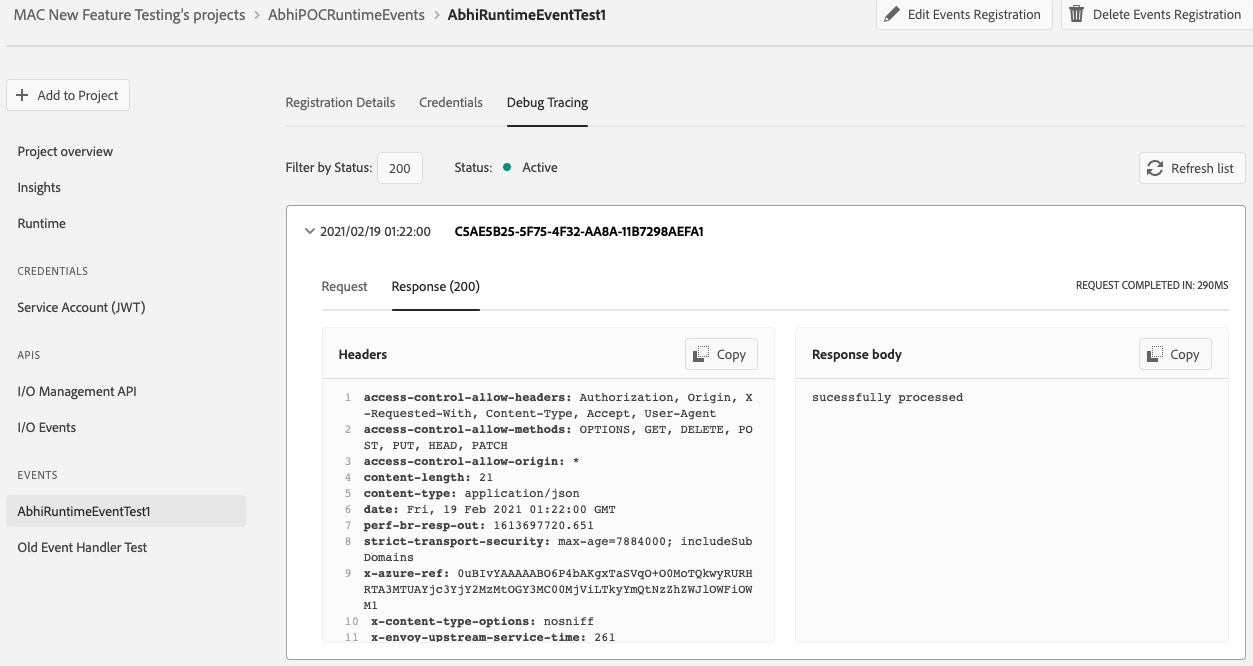 MAC New Feature Testing's projects > AbhiPOCRuntimeEvents > AbhiRuntimeEventTest1
Edit Events Registration
Delete Events Registration
+ Add to Project
Project overview
Insights
Runtime
CREDENTIALS
Service Account (JWT)
APIS
I/O Management API
I/O Events
EVENTS
AbhiRuntimeEventTest1
Old Event Handler Test
Registration Details Credentials Debug Tracing
Filter by Status: 200 Status: Active
Refresh list
2021/02/19 01:22:00 C5AE5B25-5F75-4F32-AA8A-11B7298AEFA1
Request Response (200)
REQUEST COMPLETED IN: 290MS
Headers
Copy
1 access-control-allow-headers: Authorization, Origin, X
-Requested-With, Content-Type, Accept, User-Agent
2 access-control-allow-methods: OPTIONS, GET, DELETE, PO
ST, PUT, HEAD, PATCH
3 access-control-allow-origin: *
4 content-length: 21
5 content-type: application/json
6 date: Fri, 19 Feb 2021 01:22:00 GMT
7 perf-br-resp-out: 1613697720.651
8 strict-transport-security: max-age=7884000; includeSub
Domains
9 x-azure-ref: 0uBIvYAAAAABO6P4bAKgxTaSVqO+O0MoTQkwyRURH
RTA3MTUAYjc3YjY2MzMtOGY3MC00MjViLTkyYmQtNzZhZWJlOWFiOW
M1
10 x-content-type-options: nosniff
11 x-envoy-upstream-service-time: 261
Response body
Copy
sucessfully processed